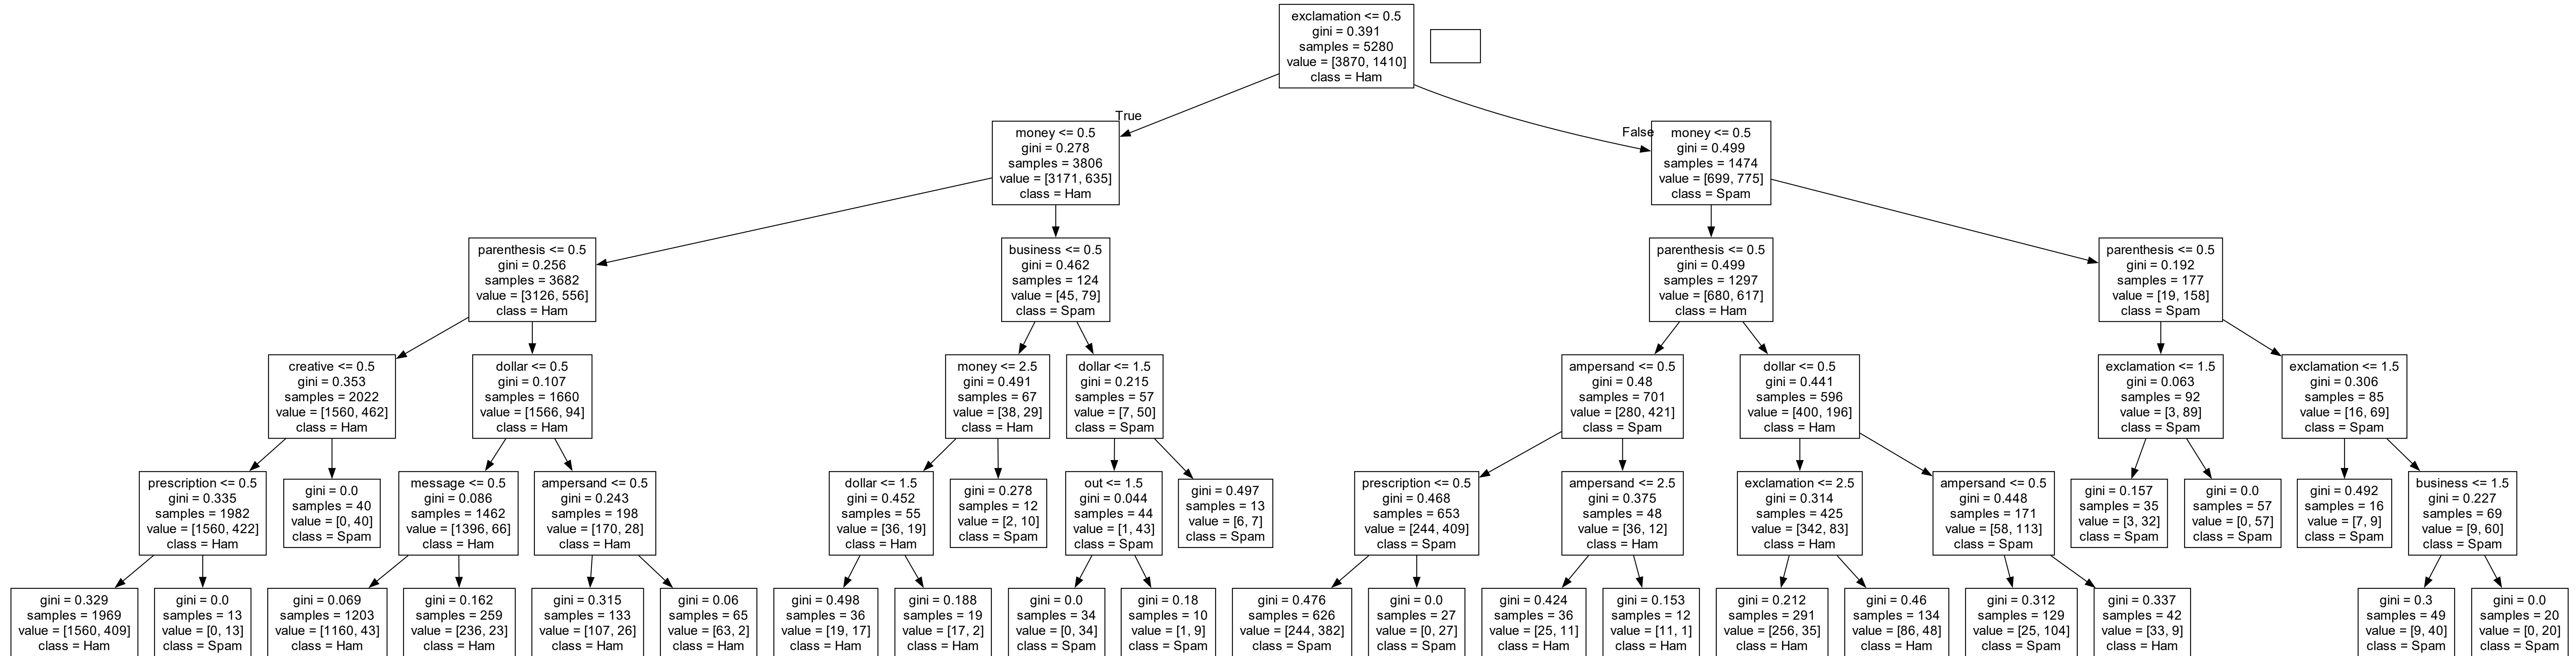 exclamation <= 0.5
gini = 0.391
samples = 5280
value = [3870, 1410]
class = Ham
True
False
money <= 0.5
gini = 0.278
samples = 3806
value = [3171, 635]
class = Ham
money <= 0.5
gini = 0.499
samples = 1474
value = [699, 775]
class = Spam
parenthesis <= 0.5
gini = 0.256
samples = 3682
value = [3126, 556]
class = Ham
business <= 0.5
gini = 0.462
samples = 124
value = [45, 79]
class = Spam
parenthesis <= 0.5
gini = 0.499
samples = 1297
value = [680, 617]
class = Ham
parenthesis <= 0.5
gini = 0.192
samples = 177
value = [19, 158]
class = Spam
creative <= 0.5
gini = 0.353
samples = 2022
value = [1560, 462]
class = Ham
dollar <= 0.5
gini = 0.107
samples = 1660
value = [1566, 94]
class = Ham
money <= 2.5
gini = 0.491
samples = 67
value = [38, 29]
class = Ham
dollar <= 1.5
gini = 0.215
samples = 57
value = [7, 50]
class = Spam
ampersand <= 0.5
gini = 0.48
samples = 701
value = [280, 421]
class = Spam
dollar <= 0.5
gini = 0.441
samples = 596
value = [400, 196]
class = Ham
exclamation <= 1.5
gini = 0.063
samples = 92
value = [3, 89]
class = Spam
exclamation <= 1.5
gini = 0.306
samples = 85
value = [16, 69]
class = Spam
prescription <= 0.5
gini = 0.335
samples = 1982
value = [1560, 422]
class = Ham
gini = 0.0
samples = 40
value = [0, 40]
class = Spam
message <= 0.5
gini = 0.086
samples = 1462
value = [1396, 66]
class = Ham
ampersand <= 0.5
gini = 0.243
samples = 198
value = [170, 28]
class = Ham
dollar <= 1.5
gini = 0.452
samples = 55
value = [36, 19]
class = Ham
gini = 0.278
samples = 12
value = [2, 10]
class = Spam
out <= 1.5
gini = 0.044
samples = 44
value = [1, 43]
class = Spam
gini = 0.497
samples = 13
value = [6, 7]
class = Spam
prescription <= 0.5
gini = 0.468
samples = 653
value = [244, 409]
class = Spam
ampersand <= 2.5
gini = 0.375
samples = 48
value = [36, 12]
class = Ham
exclamation <= 2.5
gini = 0.314
samples = 425
value = [342, 83]
class = Ham
ampersand <= 0.5
gini = 0.448
samples = 171
value = [58, 113]
class = Spam
gini = 0.157
samples = 35
value = [3, 32]
class = Spam
gini = 0.0
samples = 57
value = [0, 57]
class = Spam
gini = 0.492
samples = 16
value = [7, 9]
class = Spam
business <= 1.5
gini = 0.227
samples = 69
value = [9, 60]
class = Spam
gini = 0.329
samples = 1969
value = [1560, 409]
class = Ham
gini = 0.0
samples = 13
value = [0, 13]
class = Spam
gini = 0.069
samples = 1203
value = [1160, 43]
class = Ham
gini = 0.162
samples = 259
value = [236, 23]
class = Ham
gini = 0.315
samples = 133
value = [107, 26]
class = Ham
gini = 0.06
samples = 65
value = [63, 2]
class = Ham
gini = 0.498
samples = 36
value = [19, 17]
class = Ham
gini = 0.188
samples = 19
value = [17, 2]
class = Ham
gini = 0.0
samples = 34
value = [0, 34]
class = Spam
gini = 0.18
samples = 10
value = [1, 9]
class = Spam
gini = 0.476
samples = 626
value = [244, 382]
class = Spam
gini = 0.0
samples = 27
value = [0, 27]
class = Spam
gini = 0.424
samples = 36
value = [25, 11]
class = Ham
gini = 0.153
samples = 12
value = [11, 1]
class = Ham
gini = 0.212
samples = 291
value = [256, 35]
class = Ham
gini = 0.46
samples = 134
value = [86, 48]
class = Ham
gini = 0.312
samples = 129
value = [25, 104]
class = Spam
gini = 0.337
samples = 42
value = [33, 9]
class = Ham
gini = 0.3
samples = 49
value = [9, 40]
class = Spam
gini = 0.0
samples = 20
value = [0, 20]
class = Spam